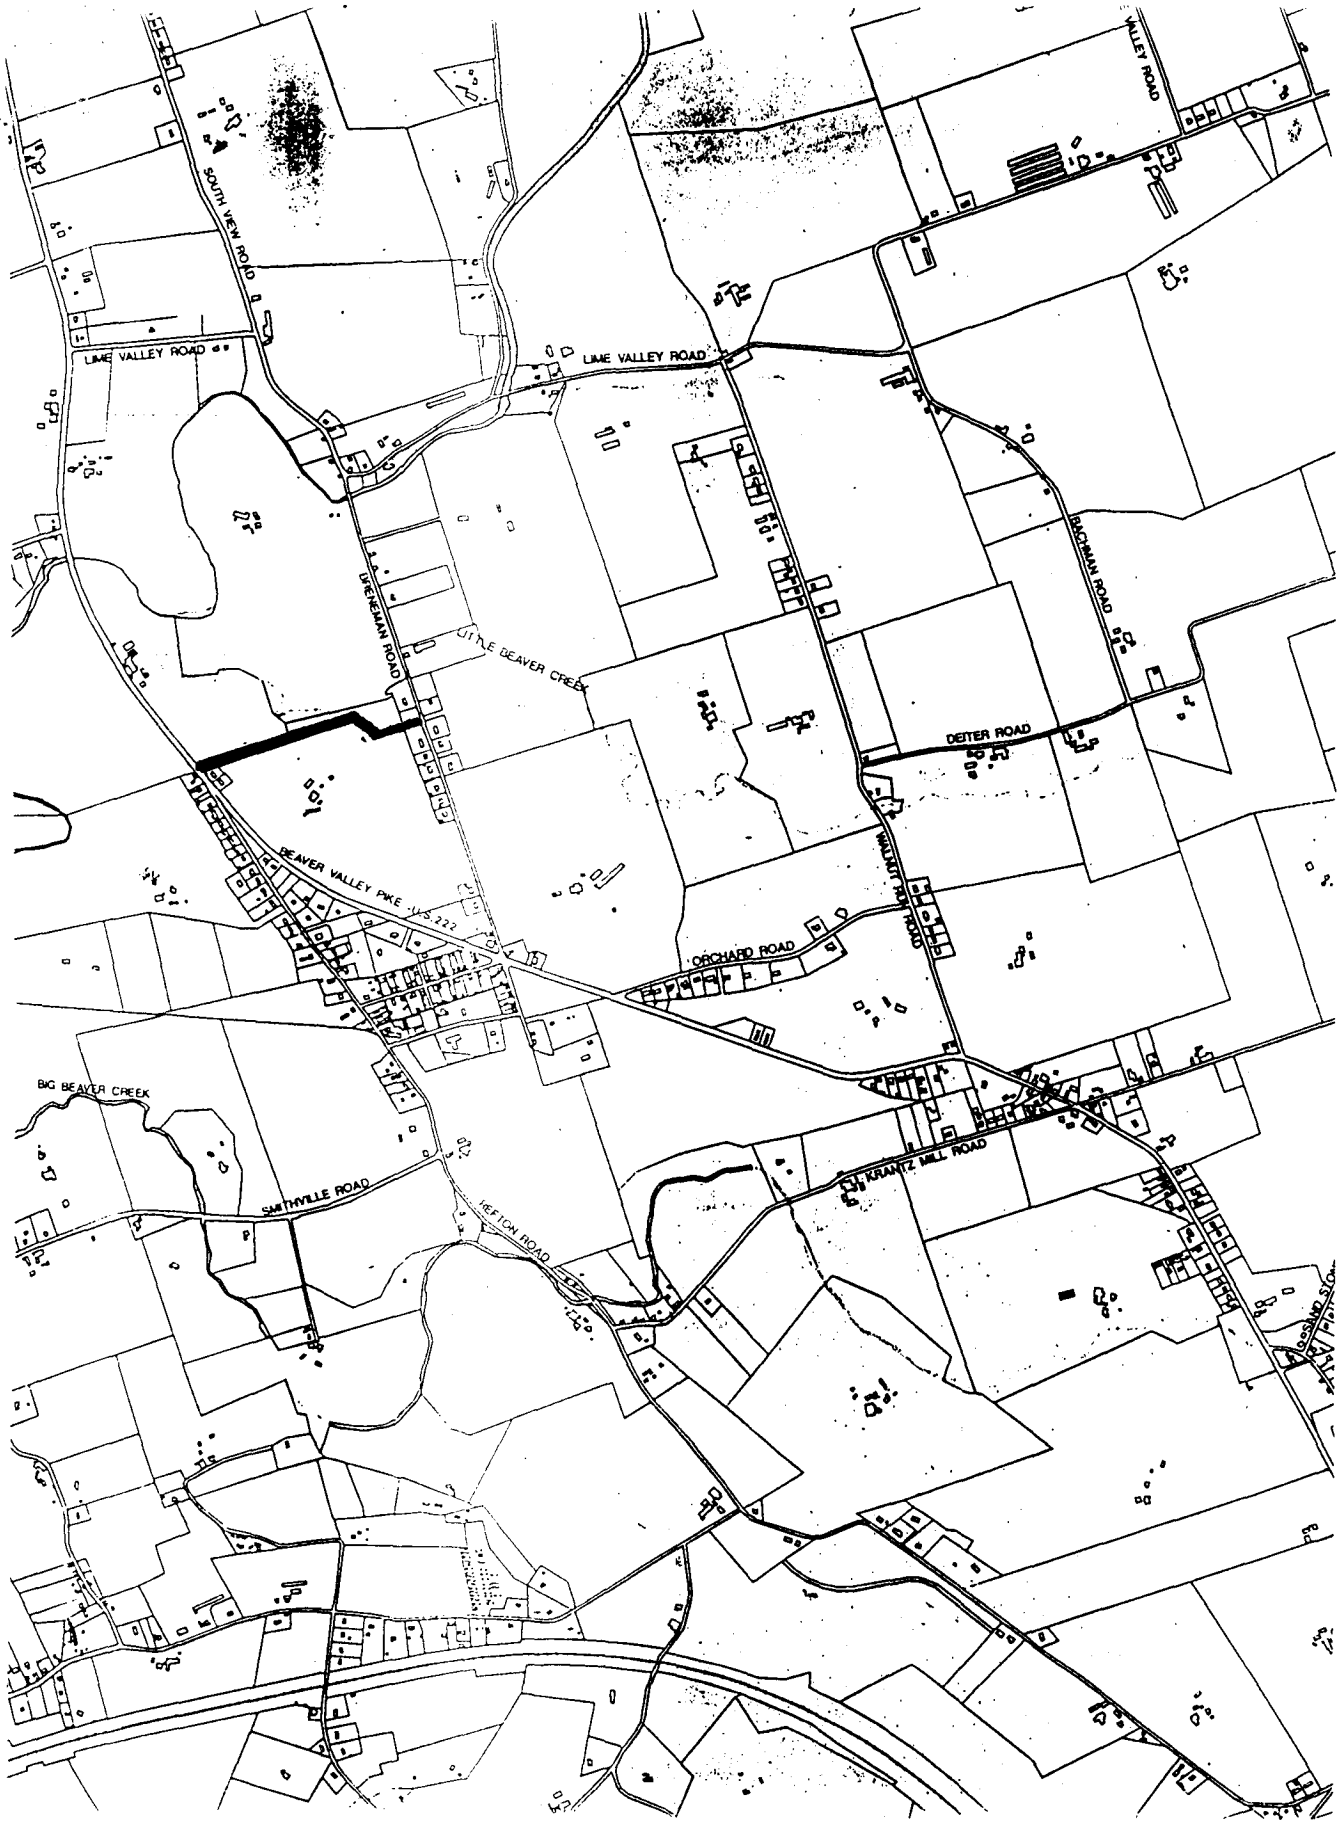 VALLEY ROAD
SOUTH VIEW ROAD
LIME VALLEY ROAD
LIME VALLEY ROAD
BACHMAN ROAD
BRENEMAN ROAD
LITTLE BEAVER CREEK
DEITER ROAD
BEAVER VALLEY PIKE U.S. 222
WALNUT RUN ROAD
ORCHARD ROAD
BIG BEAVER CREEK
KRANTZ MILL ROAD
SMITHVILLE ROAD
REFTON ROAD
SAND